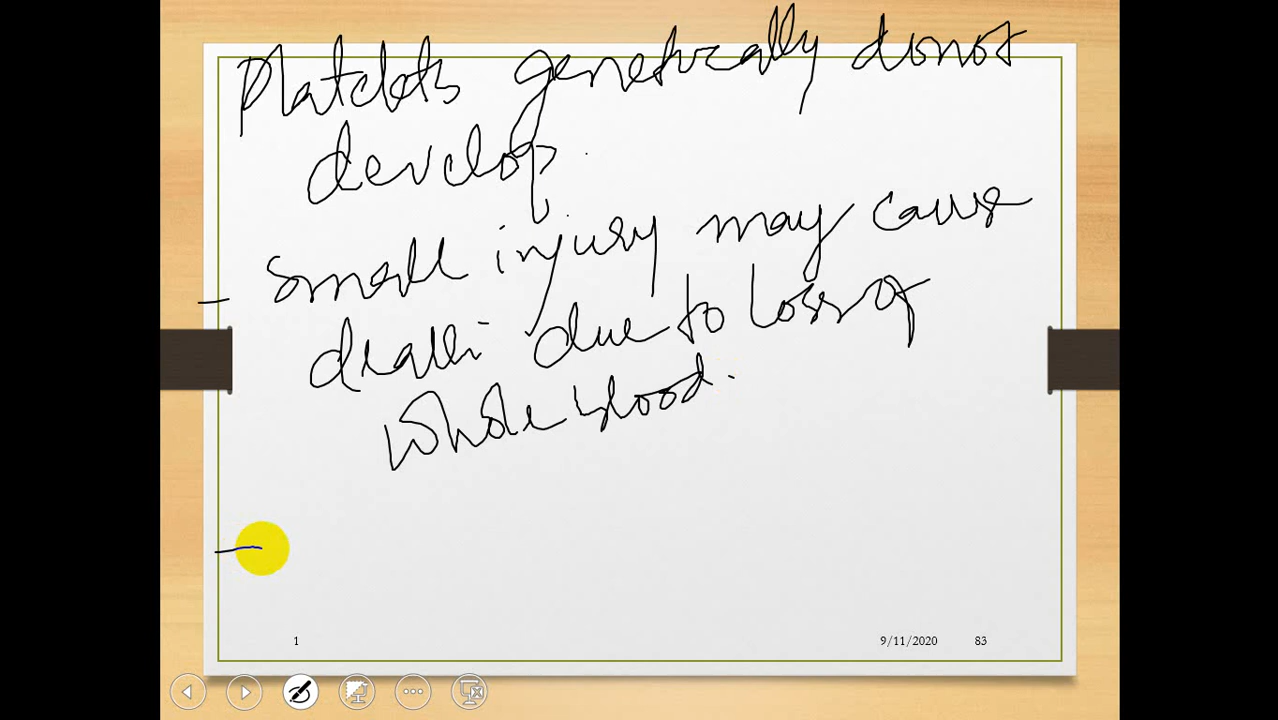 Platelets genetically donot
develop.
- small injury may cause
death due to loss of
whole blood.
-
1 9/11/2020 83